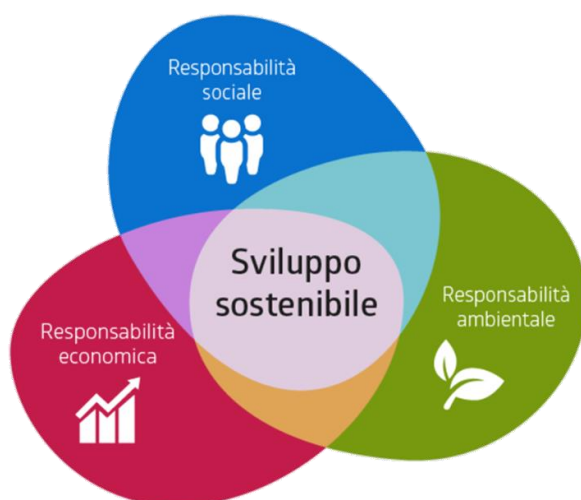 Responsabilità
sociale
Sviluppo
sostenibile
Responsabilità
ambientale
Responsabilità
economica